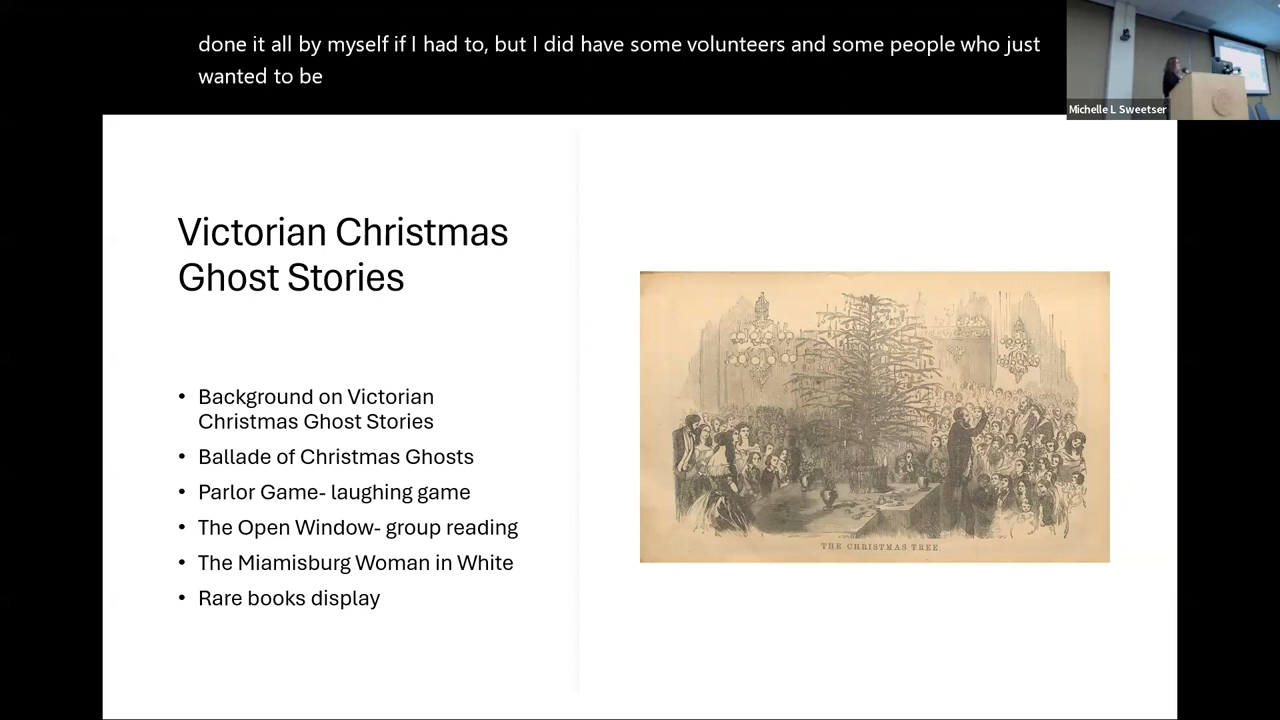 done it all by myself if I had to, but I did have some volunteers and some people who just
wanted to be
Michelle L Sweetser
Victorian Christmas
Ghost Stories
• Background on Victorian
Christmas Ghost Stories
• Ballade of Christmas Ghosts
• Parlor Game- laughing game
• The Open Window- group reading
• The Miamisburg Woman in White
• Rare books display
THE CHRISTMAS TREE.